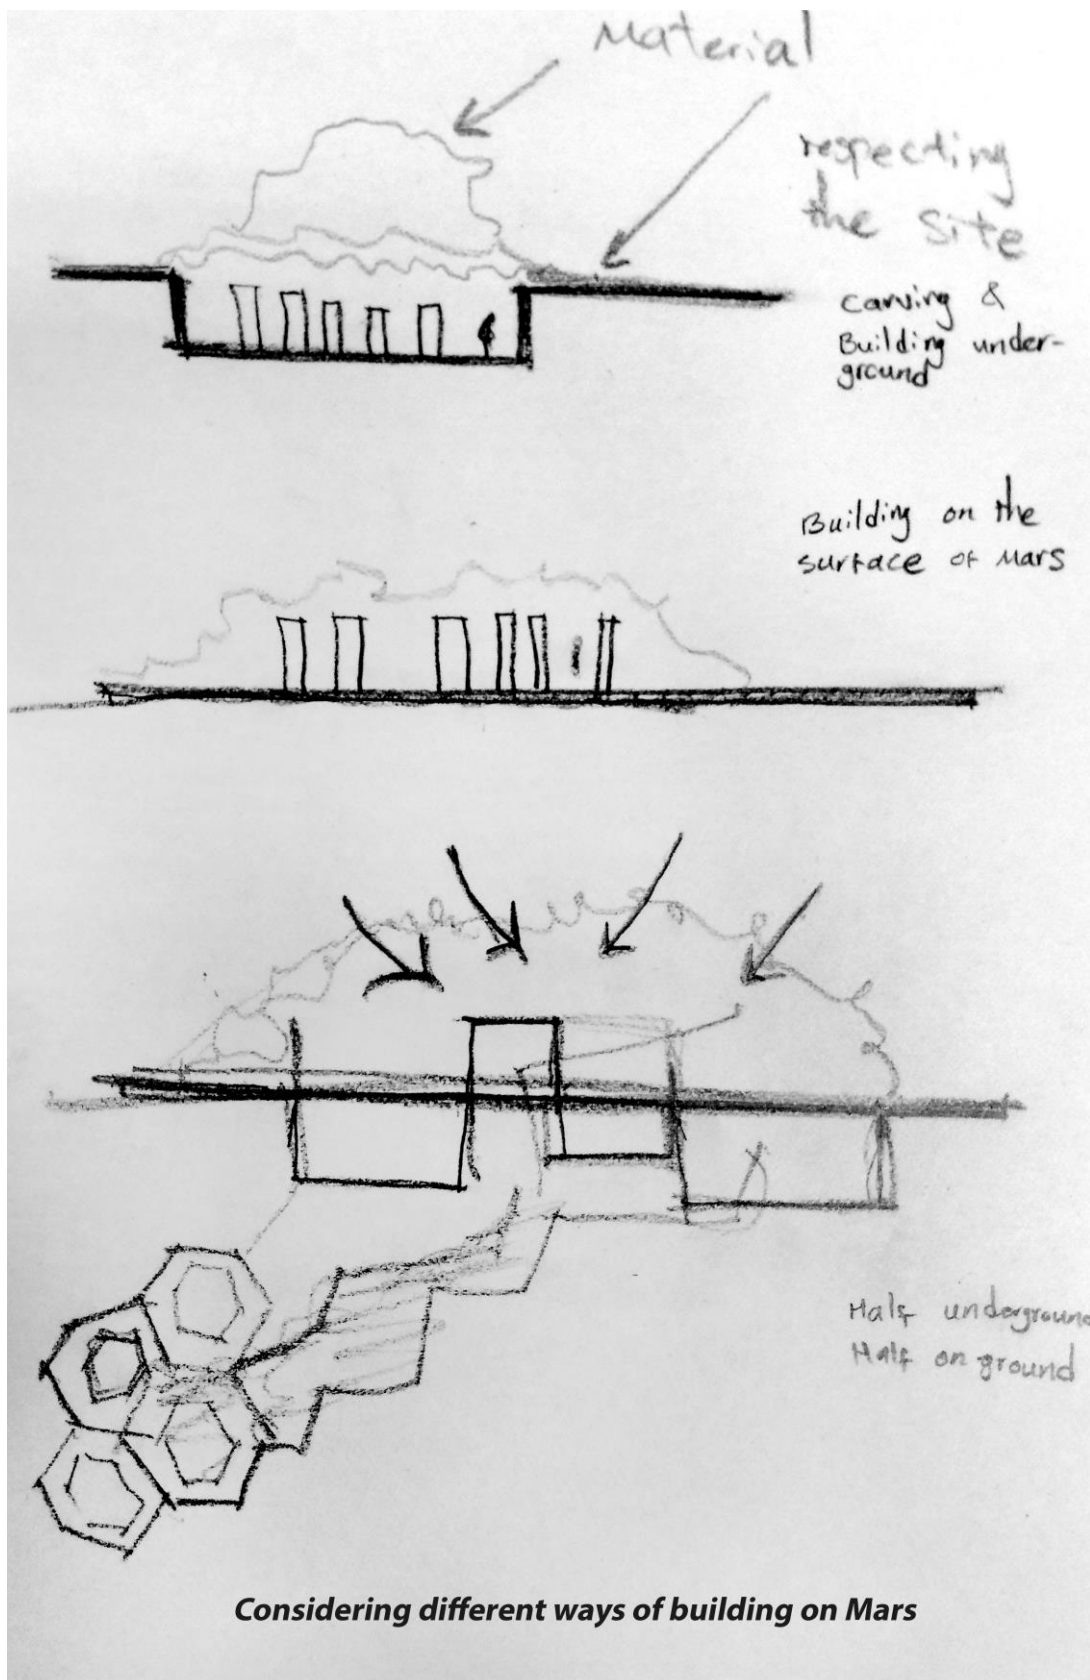 Material
respecting
the site
carving &
Building under-
ground
Building on the
surface of Mars
Half underground
Half on ground
Considering different ways of building on Mars